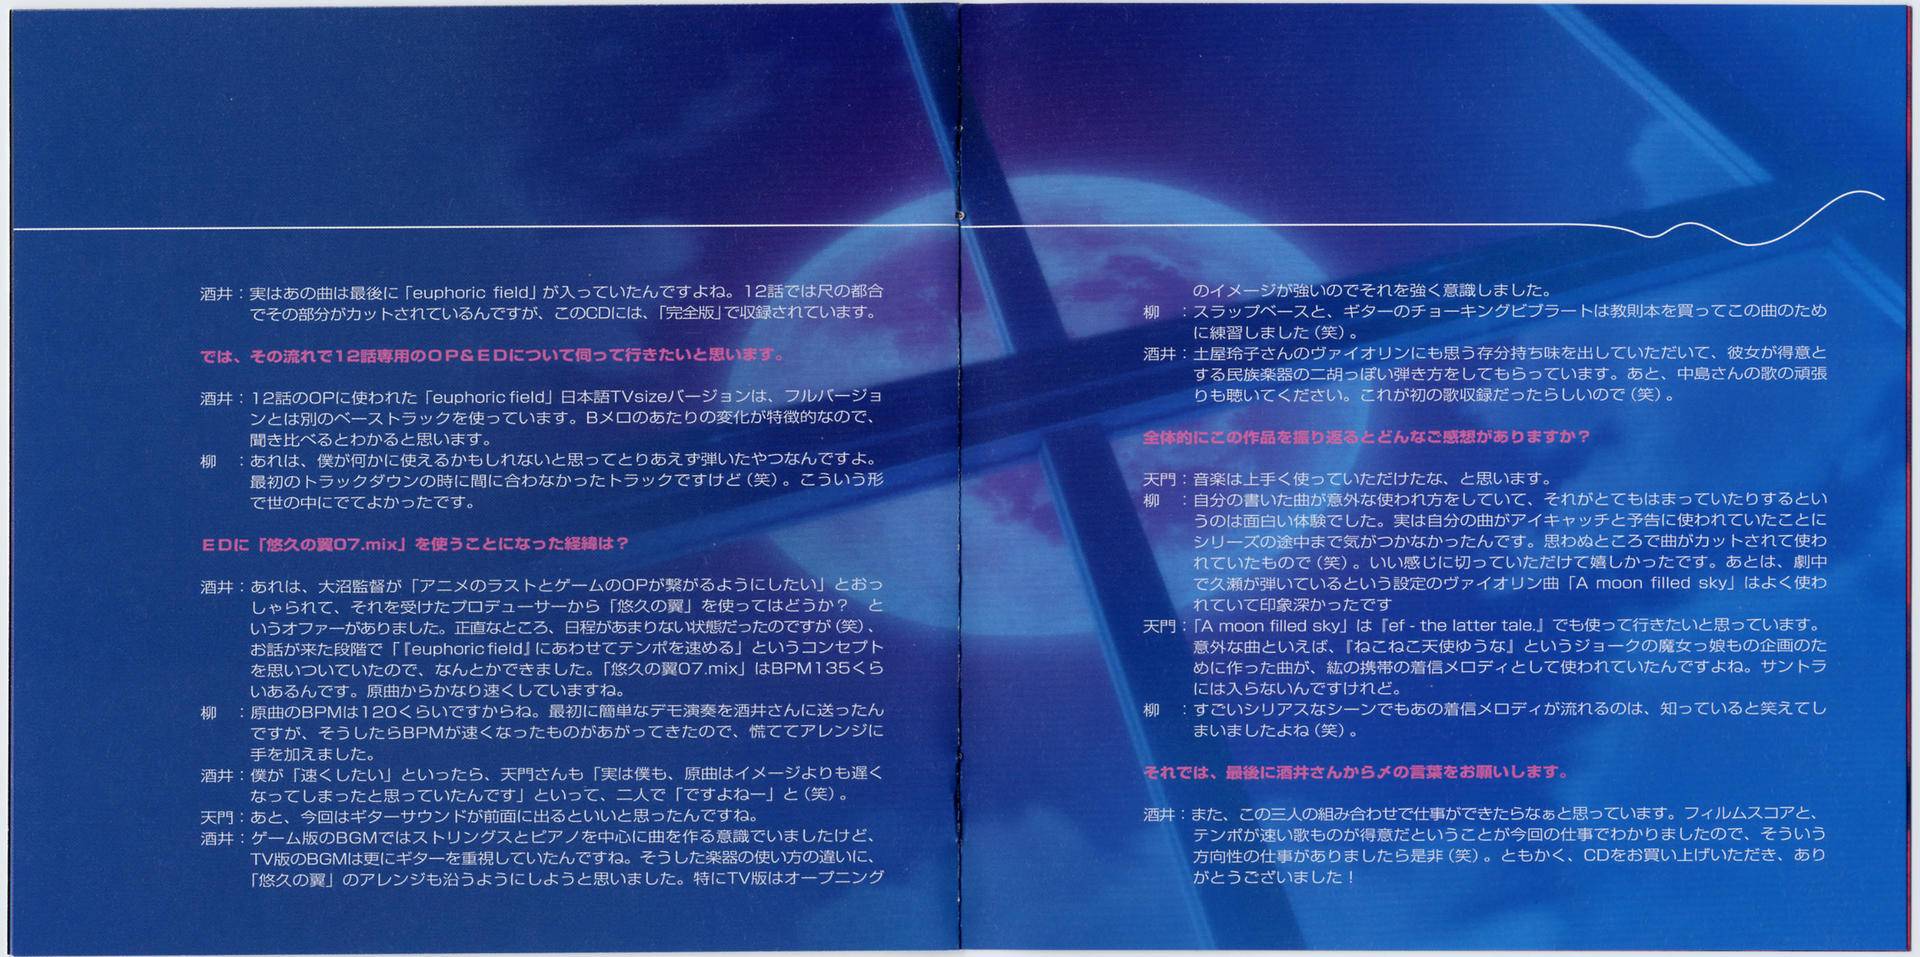 酒井：実はあの曲は最後に「euphoric field」が入っていたんですよね。12話では尺の都合
でその部分がカットされているんですが、このCDには、「完全版」で収録されています。
では、その流れで12話専用のOP&EDについて伺って行きたいと思います。
酒井：12話のOPに使われた「euphoric field」日本語TVsizeバージョンは、フルバージョ
ンとは別のベーストラックを使っています。Bメロのあたりの変化が特徴的なので、
聞き比べるとわかると思います。
柳　：あれは、僕が何かに使えるかもしれないと思ってとりあえず弾いたやつなんですよ。
最初のトラックダウンの時に間に合わなかったトラックですけど（笑）。こういう形
で世の中にでてよかったです。
EDに「悠久の翼07.mix」を使うことになった経緯は？
酒井：あれは、大沼監督が「アニメのラストとゲームのOPが繋がるようにしたい」とおっ
しゃられて、それを受けたプロデューサーから「悠久の翼」を使ってはどうか？　と
いうオファーがありました。正直なところ、日程があまりない状態だったのですが（笑）、
お話が来た段階で「『euphoric field』にあわせてテンポを速める」というコンセプト
を思いついていたので、なんとかできました。「悠久の翼07.mix」はBPM135くら
いあるんです。原曲からかなり速くしていますね。
柳　：原曲のBPMは120くらいですからね。最初に簡単なデモ演奏を酒井さんに送ったん
ですが、そうしたらBPMが速くなったものがあがってきたので、慌ててアレンジに
手を加えました。
酒井：僕が「速くしたい」といったら、天門さんも「実は僕も、原曲はイメージよりも遅く
なってしまったと思っていたんです」といって、二人で「ですよねー」と（笑）。
天門：あと、今回はギターサウンドが前面に出るといいと思ったんですね。
酒井：ゲーム版のBGMではストリングスとピアノを中心に曲を作る意識でいましたけど、
TV版のBGMは更にギターを重視していたんですね。そうした楽器の使い方の違いに、
「悠久の翼」のアレンジも沿うようにしようと思いました。特にTV版はオープニング
のイメージが強いのでそれを強く意識しました。
柳　：スラップベースと、ギターのチョーキングビブラートは教則本を買ってこの曲のため
に練習しました（笑）。
酒井：土屋玲子さんのヴァイオリンにも思う存分持ち味を出していただいて、彼女が得意と
する民族楽器の二胡っぽい弾き方をしてもらっています。あと、中島さんの歌の頑張
りも聴いてください。これが初の歌収録だったらしいので（笑）。
全体的にこの作品を振り返るとどんなご感想がありますか？
天門：音楽は上手く使っていただけたな、と思います。
柳　：自分の書いた曲が意外な使われ方をしていて、それがとてもはまっていたりするとい
うのは面白い体験でした。実は自分の曲がアイキャッチと予告に使われていたことに
シリーズの途中まで気がつかなかったんです。思わぬところで曲がカットされて使わ
れていたもので（笑）。いい感じに切っていただけて嬉しかったです。あとは、劇中
で久瀬が弾いているという設定のヴァイオリン曲「A moon filled sky」はよく使わ
れていて印象深かったです
天門：「A moon filled sky」は『ef - the latter tale.』でも使って行きたいと思っています。
意外な曲といえば、『ねこねこ天使ゆうな』というジョークの魔女っ娘もの企画のた
めに作った曲が、紘の携帯の着信メロディとして使われていたんですよね。サントラ
には入らないんですけれど。
柳　：すごいシリアスなシーンでもあの着信メロディが流れるのは、知っていると笑えてし
まいましたよね（笑）。
それでは、最後に酒井さんから〆の言葉をお願いします。
酒井：また、この三人の組み合わせで仕事ができたらなぁと思っています。フィルムスコアと、
テンポが速い歌ものが得意だということが今回の仕事でわかりましたので、そういう
方向性の仕事がありましたら是非（笑）。ともかく、CDをお買い上げいただき、あり
がとうございました！